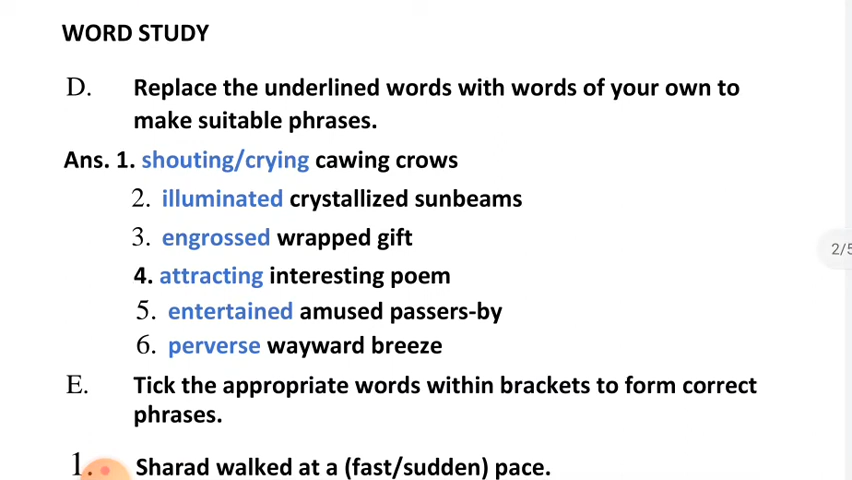 WORD STUDY
D. Replace the underlined words with words of your own to
make suitable phrases.
Ans. 1. shouting/crying cawing crows
2. illuminated crystallized sunbeams
3. engrossed wrapped gift
4. attracting interesting poem
5. entertained amused passers-by
6. perverse wayward breeze
E. Tick the appropriate words within brackets to form correct
phrases.
1. Sharad walked at a (fast/sudden) pace.
2/5